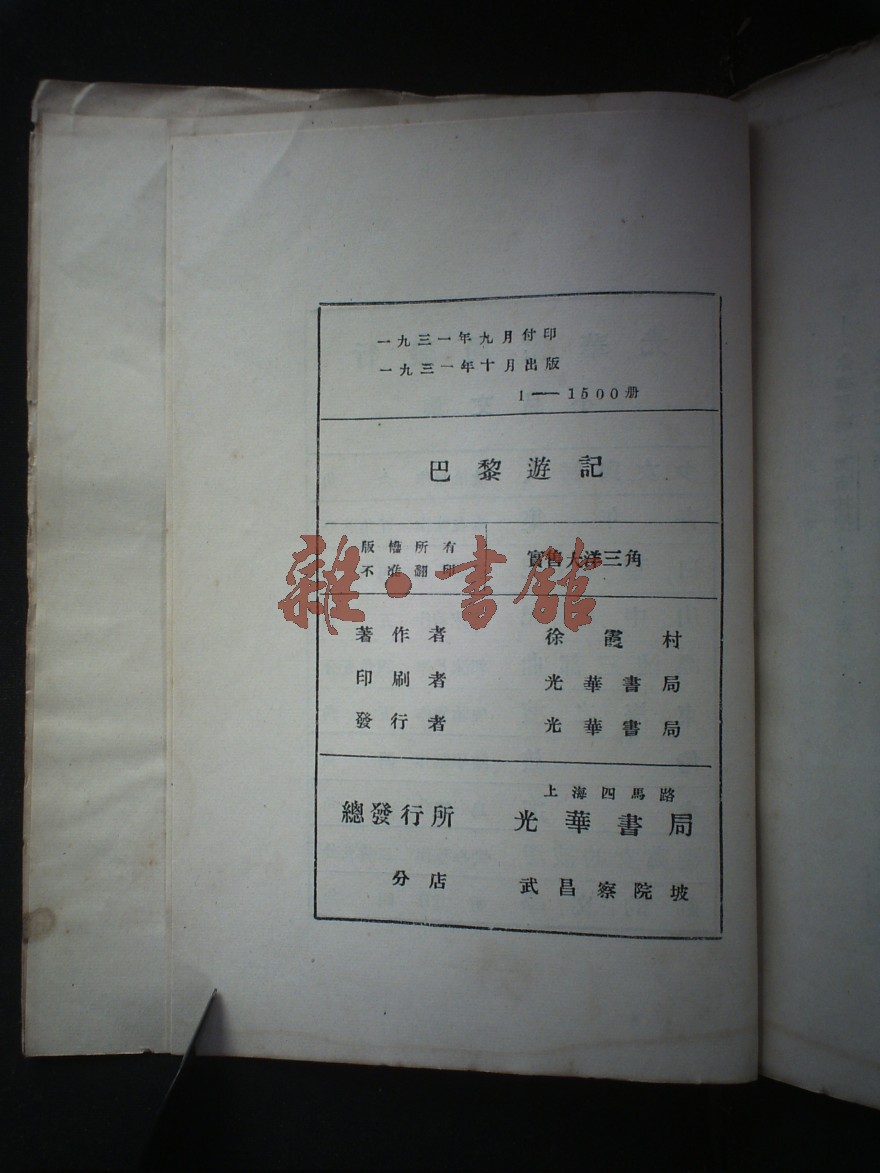 一九三一年九月付印
一九三一年十月出版
1——1500册
巴黎遊記
版權所有
不准翻印
實售大洋三角
著作者 徐霞村
印刷者 光華書局
發行者 光華書局
上海四馬路
總發行所 光華書局
分店 武昌察院坡
雜·書館